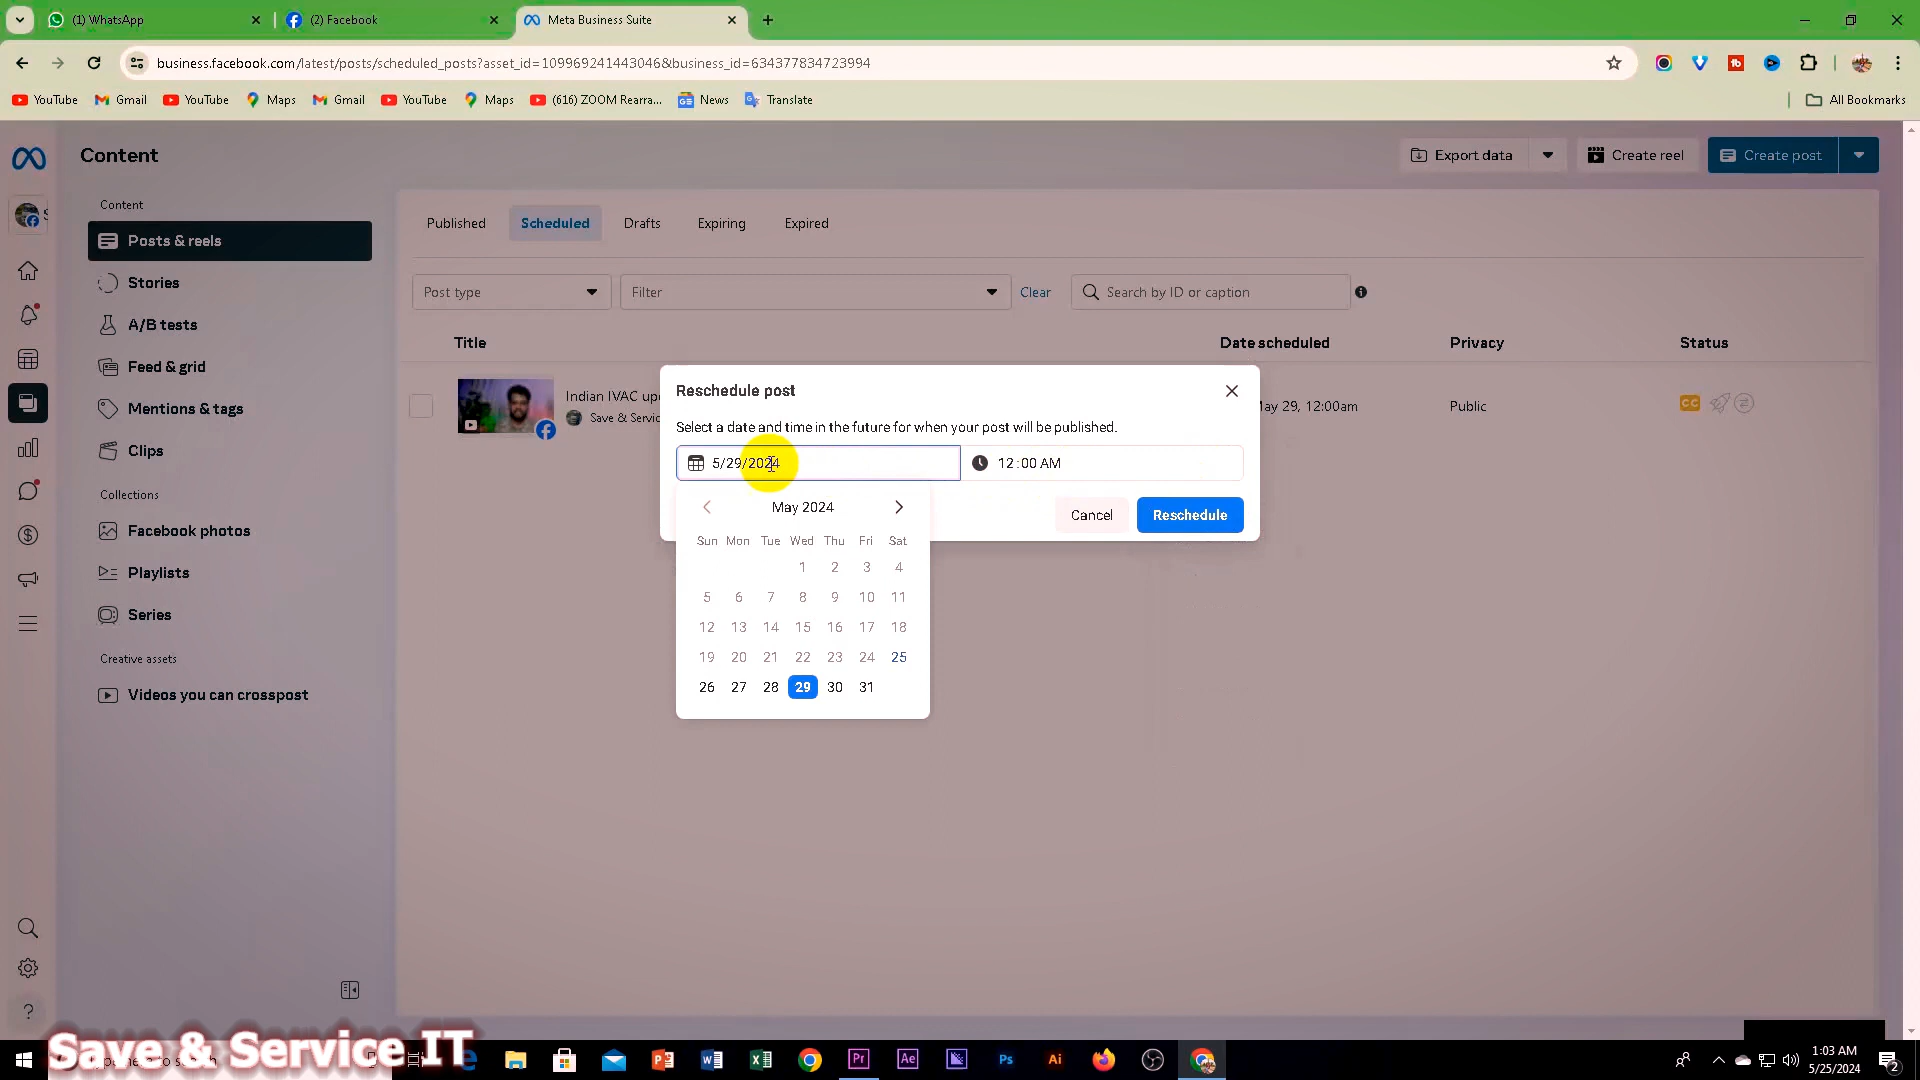 (1) WhatsApp
(2) Facebook
Meta Business Suite
business.facebook.com/latest/posts/scheduled_posts?asset_id=109969241443046&business_id=634377834723994
YouTube Gmail YouTube Maps Gmail YouTube Maps (616) ZOOM Rearra... News Translate All Bookmarks
Content
Export data Create reel Create post
Content
Posts & reels
Stories
A/B tests
Feed & grid
Mentions & tags
Clips
Collections
Facebook photos
Playlists
Series
Creative assets
Videos you can crosspost
Published Scheduled Drafts Expiring Expired
Post type Filter Clear Search by ID or caption
Title Date scheduled Privacy Status
Indian IVAC
Save & Servic
May 29, 12:00am
Public
CC
Reschedule post
Select a date and time in the future for when your post will be published.
5/29/2024 12:00 AM
Cancel Reschedule
May 2024
Sun Mon Tue Wed Thu Fri Sat
1 2 3 4
5 6 7 8 9 10 11
12 13 14 15 16 17 18
19 20 21 22 23 24 25
26 27 28 29 30 31
Save & Service IT
Pr Ae Ps Ai
1:03 AM
5/25/2024
2